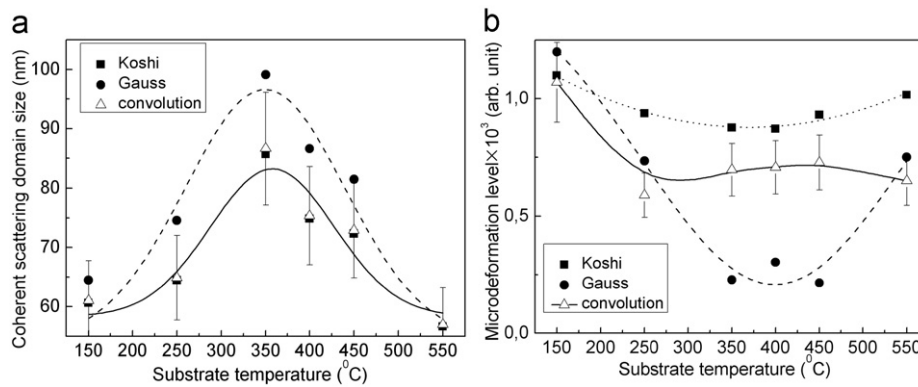 a
Coherent scattering domain size (nm)
100
90
80
70
60
Koshi
Gauss
convolution
150 200 250 300 350 400 450 500 550
Substrate temperature (⁰C)
b
Microdeformation level×10³ (arb. unit)
1,0
0,5
0,0
Koshi
Gauss
convolution
150 200 250 300 350 400 450 500 550
Substrate temperature (⁰C)